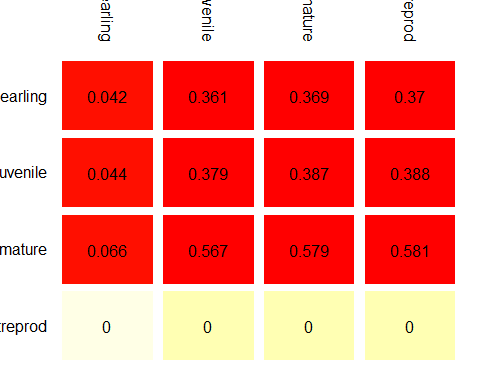 earling uvenile mature reprod
earling 0.042 0.361 0.369 0.37
uvenile 0.044 0.379 0.387 0.388
mature 0.066 0.567 0.579 0.581
treprod 0 0 0 0